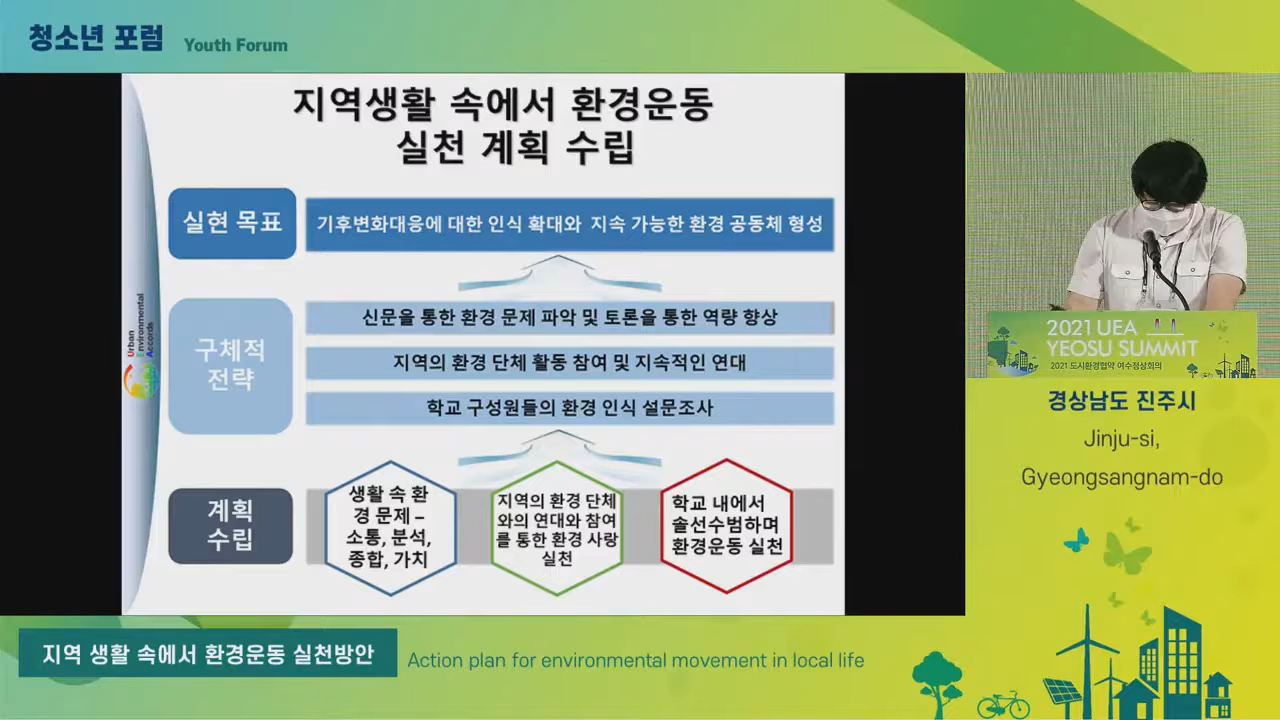 청소년 포럼 Youth Forum
지역생활 속에서 환경운동
실천 계획 수립
실현 목표
기후변화대응에 대한 인식 확대와 지속 가능한 환경 공동체 형성
구체적
전략
신문을 통한 환경 문제 파악 및 토론을 통한 역량 향상
지역의 환경 단체 활동 참여 및 지속적인 연대
학교 구성원들의 환경 인식 설문조사
계획
수립
생활 속 환
경 문제 –
소통, 분석,
종합, 가치
지역의 환경 단체
와의 연대와 참여
를 통한 환경 사랑
실천
학교 내에서
솔선수범하며
환경운동 실천
Urban
Environmental
Accords
2021 UEA
YEOSU SUMMIT
2021 도시환경협약 여수정상회의
경상남도 진주시
Jinju-si,
Gyeongsangnam-do
지역 생활 속에서 환경운동 실천방안
Action plan for environmental movement in local life